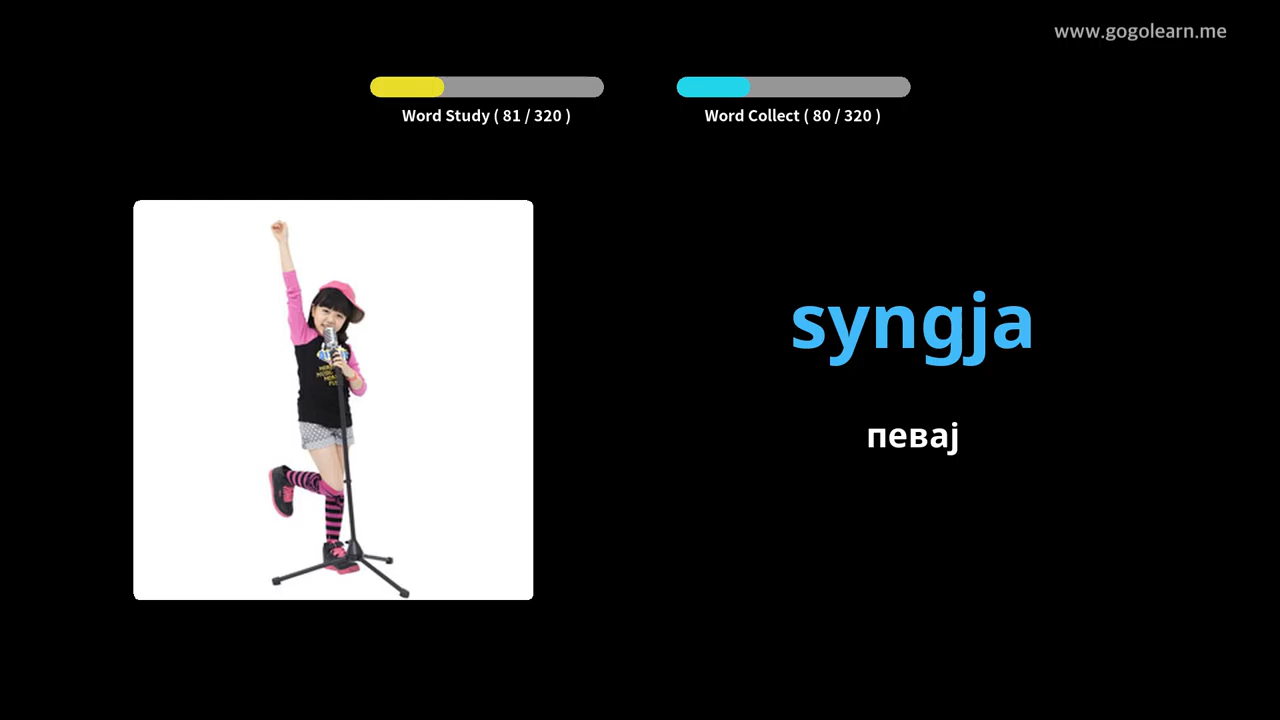 www.gogolearn.me
Word Study ( 81 / 320 )
Word Collect ( 80 / 320 )
syngja
певај